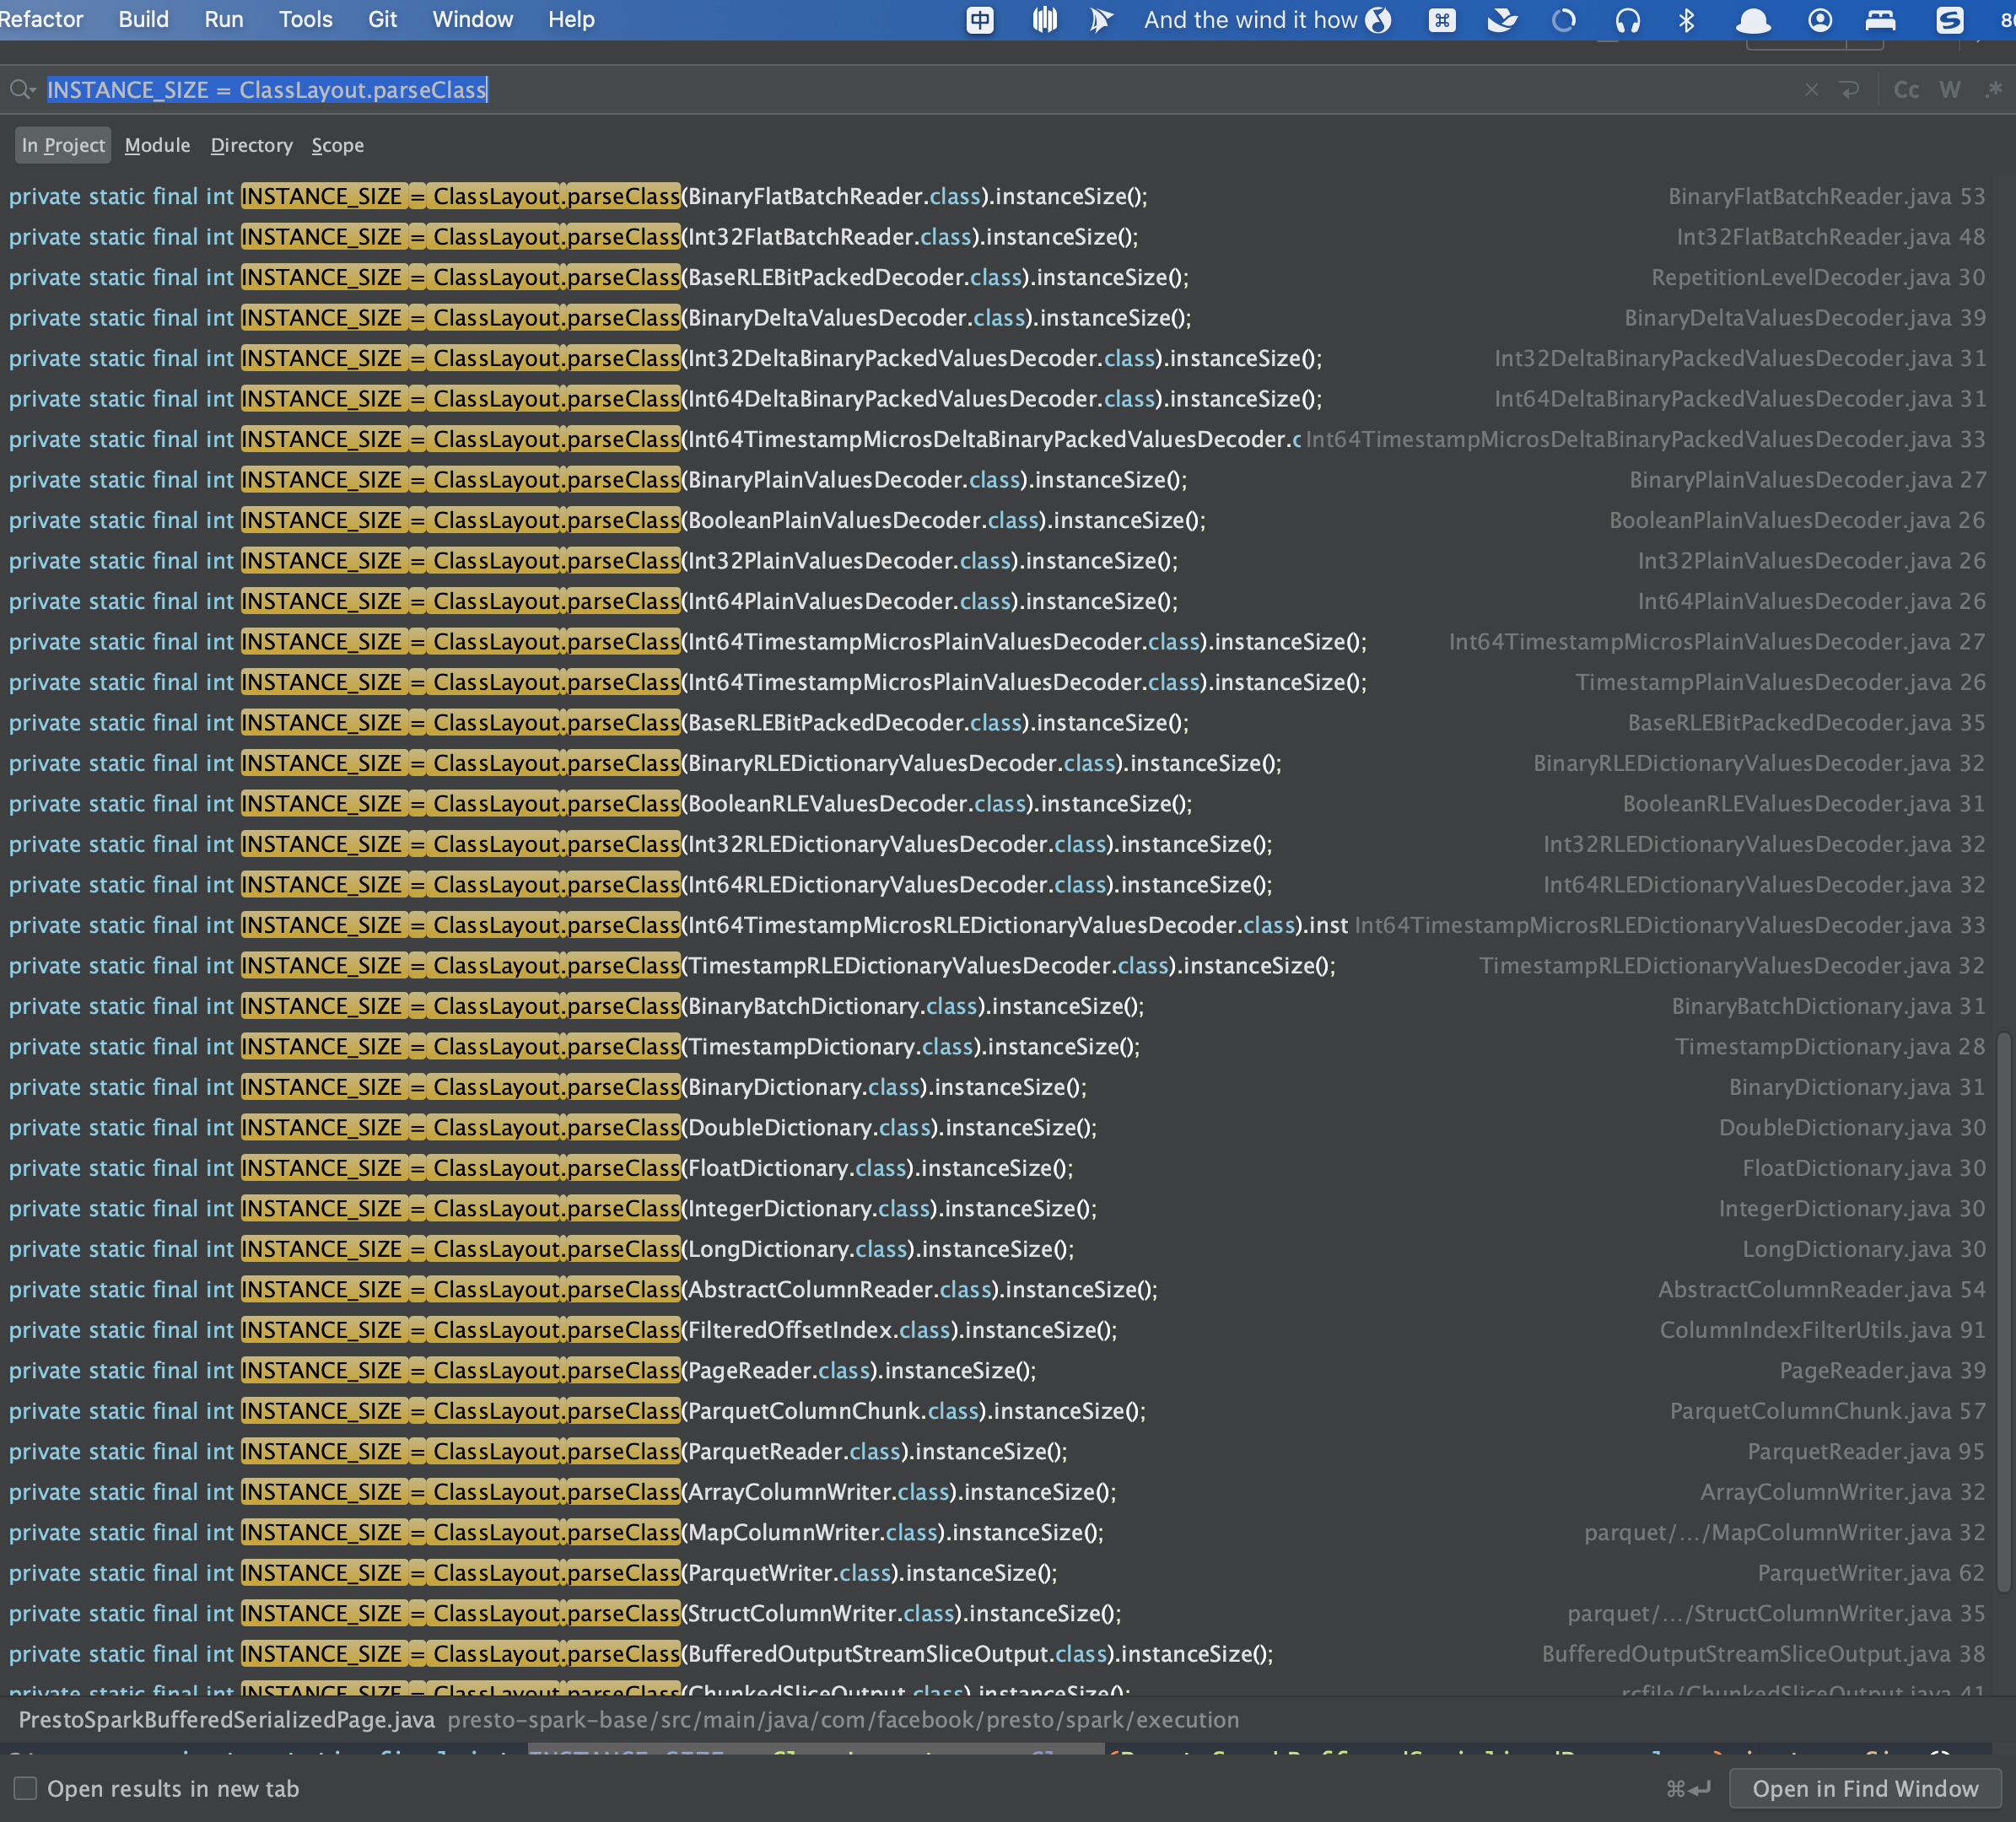 Refactor Build Run Tools Git Window Help 中 And the wind it how
INSTANCE_SIZE = ClassLayout.parseClass Cc W .*
In Project Module Directory Scope
private static final int INSTANCE_SIZE = ClassLayout.parseClass(BinaryFlatBatchReader.class).instanceSize(); BinaryFlatBatchReader.java 53
private static final int INSTANCE_SIZE = ClassLayout.parseClass(Int32FlatBatchReader.class).instanceSize(); Int32FlatBatchReader.java 48
private static final int INSTANCE_SIZE = ClassLayout.parseClass(BaseRLEBitPackedDecoder.class).instanceSize(); RepetitionLevelDecoder.java 30
private static final int INSTANCE_SIZE = ClassLayout.parseClass(BinaryDeltaValuesDecoder.class).instanceSize(); BinaryDeltaValuesDecoder.java 39
private static final int INSTANCE_SIZE = ClassLayout.parseClass(Int32DeltaBinaryPackedValuesDecoder.class).instanceSize(); Int32DeltaBinaryPackedValuesDecoder.java 31
private static final int INSTANCE_SIZE = ClassLayout.parseClass(Int64DeltaBinaryPackedValuesDecoder.class).instanceSize(); Int64DeltaBinaryPackedValuesDecoder.java 31
private static final int INSTANCE_SIZE = ClassLayout.parseClass(Int64TimestampMicrosDeltaBinaryPackedValuesDecoder.c Int64TimestampMicrosDeltaBinaryPackedValuesDecoder.java 33
private static final int INSTANCE_SIZE = ClassLayout.parseClass(BinaryPlainValuesDecoder.class).instanceSize(); BinaryPlainValuesDecoder.java 27
private static final int INSTANCE_SIZE = ClassLayout.parseClass(BooleanPlainValuesDecoder.class).instanceSize(); BooleanPlainValuesDecoder.java 26
private static final int INSTANCE_SIZE = ClassLayout.parseClass(Int32PlainValuesDecoder.class).instanceSize(); Int32PlainValuesDecoder.java 26
private static final int INSTANCE_SIZE = ClassLayout.parseClass(Int64PlainValuesDecoder.class).instanceSize(); Int64PlainValuesDecoder.java 26
private static final int INSTANCE_SIZE = ClassLayout.parseClass(Int64TimestampMicrosPlainValuesDecoder.class).instanceSize(); Int64TimestampMicrosPlainValuesDecoder.java 27
private static final int INSTANCE_SIZE = ClassLayout.parseClass(Int64TimestampMicrosPlainValuesDecoder.class).instanceSize(); TimestampPlainValuesDecoder.java 26
private static final int INSTANCE_SIZE = ClassLayout.parseClass(BaseRLEBitPackedDecoder.class).instanceSize(); BaseRLEBitPackedDecoder.java 35
private static final int INSTANCE_SIZE = ClassLayout.parseClass(BinaryRLEDictionaryValuesDecoder.class).instanceSize(); BinaryRLEDictionaryValuesDecoder.java 32
private static final int INSTANCE_SIZE = ClassLayout.parseClass(BooleanRLEValuesDecoder.class).instanceSize(); BooleanRLEValuesDecoder.java 31
private static final int INSTANCE_SIZE = ClassLayout.parseClass(Int32RLEDictionaryValuesDecoder.class).instanceSize(); Int32RLEDictionaryValuesDecoder.java 32
private static final int INSTANCE_SIZE = ClassLayout.parseClass(Int64RLEDictionaryValuesDecoder.class).instanceSize(); Int64RLEDictionaryValuesDecoder.java 32
private static final int INSTANCE_SIZE = ClassLayout.parseClass(Int64TimestampMicrosRLEDictionaryValuesDecoder.class).inst Int64TimestampMicrosRLEDictionaryValuesDecoder.java 33
private static final int INSTANCE_SIZE = ClassLayout.parseClass(TimestampRLEDictionaryValuesDecoder.class).instanceSize(); TimestampRLEDictionaryValuesDecoder.java 32
private static final int INSTANCE_SIZE = ClassLayout.parseClass(BinaryBatchDictionary.class).instanceSize(); BinaryBatchDictionary.java 31
private static final int INSTANCE_SIZE = ClassLayout.parseClass(TimestampDictionary.class).instanceSize(); TimestampDictionary.java 28
private static final int INSTANCE_SIZE = ClassLayout.parseClass(BinaryDictionary.class).instanceSize(); BinaryDictionary.java 31
private static final int INSTANCE_SIZE = ClassLayout.parseClass(DoubleDictionary.class).instanceSize(); DoubleDictionary.java 30
private static final int INSTANCE_SIZE = ClassLayout.parseClass(FloatDictionary.class).instanceSize(); FloatDictionary.java 30
private static final int INSTANCE_SIZE = ClassLayout.parseClass(IntegerDictionary.class).instanceSize(); IntegerDictionary.java 30
private static final int INSTANCE_SIZE = ClassLayout.parseClass(LongDictionary.class).instanceSize(); LongDictionary.java 30
private static final int INSTANCE_SIZE = ClassLayout.parseClass(AbstractColumnReader.class).instanceSize(); AbstractColumnReader.java 54
private static final int INSTANCE_SIZE = ClassLayout.parseClass(FilteredOffsetIndex.class).instanceSize(); ColumnIndexFilterUtils.java 91
private static final int INSTANCE_SIZE = ClassLayout.parseClass(PageReader.class).instanceSize(); PageReader.java 39
private static final int INSTANCE_SIZE = ClassLayout.parseClass(ParquetColumnChunk.class).instanceSize(); ParquetColumnChunk.java 57
private static final int INSTANCE_SIZE = ClassLayout.parseClass(ParquetReader.class).instanceSize(); ParquetReader.java 95
private static final int INSTANCE_SIZE = ClassLayout.parseClass(ArrayColumnWriter.class).instanceSize(); ArrayColumnWriter.java 32
private static final int INSTANCE_SIZE = ClassLayout.parseClass(MapColumnWriter.class).instanceSize(); parquet/.../MapColumnWriter.java 32
private static final int INSTANCE_SIZE = ClassLayout.parseClass(ParquetWriter.class).instanceSize(); ParquetWriter.java 62
private static final int INSTANCE_SIZE = ClassLayout.parseClass(StructColumnWriter.class).instanceSize(); parquet/.../StructColumnWriter.java 35
private static final int INSTANCE_SIZE = ClassLayout.parseClass(BufferedOutputStreamSliceOutput.class).instanceSize(); BufferedOutputStreamSliceOutput.java 38
private static final int INSTANCE_SIZE = ClassLayout.parseClass(ChunkedSliceOutput.class).instanceSize(); rcfile/ChunkedSliceOutput.java 41
PrestoSparkBufferedSerializedPage.java presto-spark-base/src/main/java/com/facebook/presto/spark/execution
Open results in new tab Open in Find Window